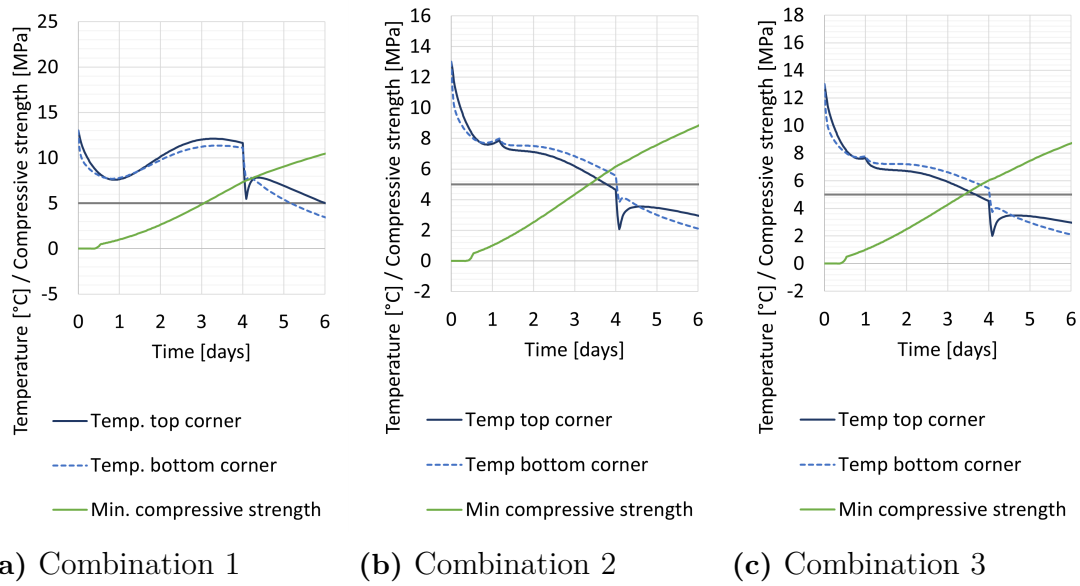 Temperature [°C] / Compressive strength [MPa]
25
20
15
10
5
0
-5
0 1 2 3 4 5 6
Time [days]
Temp. top corner
Temp. bottom corner
Min. compressive strength
a) Combination 1
Temperature [°C] / Compressive strength [MPa]
16
14
12
10
8
6
4
2
0
-2
0 1 2 3 4 5 6
Time [days]
Temp top corner
Temp bottom corner
Min compressive strength
(b) Combination 2
Temperature [°C] / Compressive strength [MPa]
18
16
14
12
10
8
6
4
2
0
-2
0 1 2 3 4 5 6
Time [days]
Temp top corner
Temp bottom corner
Min compressive strength
(c) Combination 3